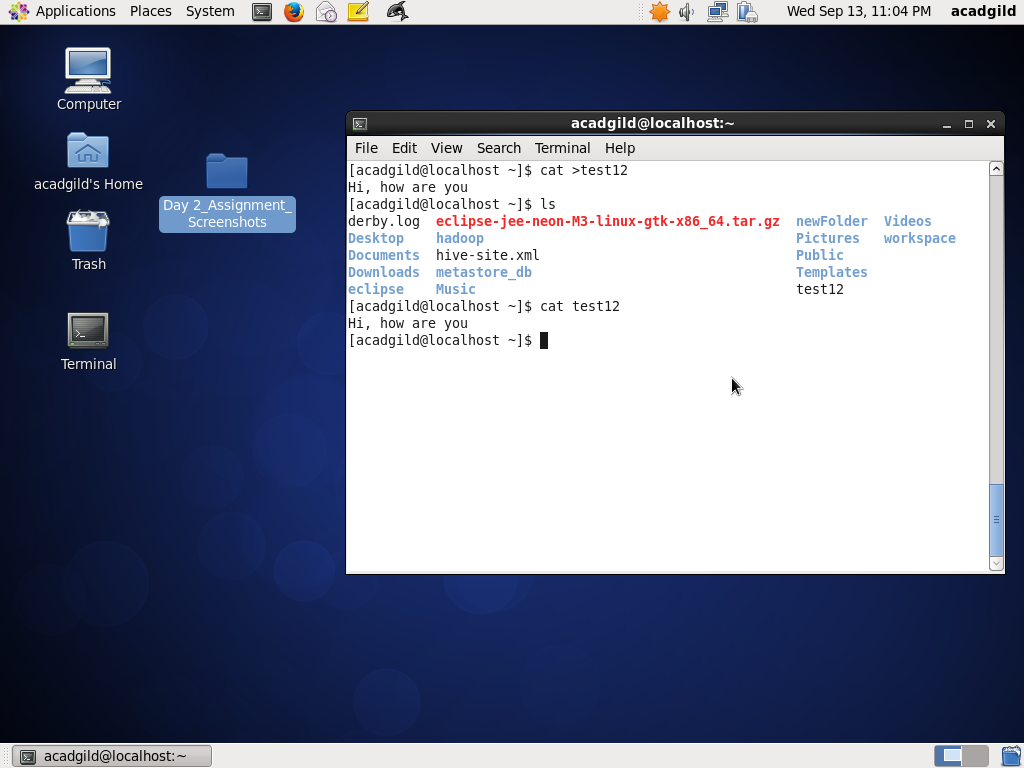 Applications Places System Wed Sep 13, 11:04 PM acadgild
Computer
acadgild's Home
Day 2_Assignment_
Screenshots
Trash
Terminal
acadgild@localhost:~
File Edit View Search Terminal Help
[acadgild@localhost ~]$ cat >test12
Hi, how are you
[acadgild@localhost ~]$ ls
derby.log eclipse-jee-neon-M3-linux-gtk-x86_64.tar.gz newFolder Videos
Desktop hadoop Pictures workspace
Documents hive-site.xml Public
Downloads metastore_db Templates
eclipse Music test12
[acadgild@localhost ~]$ cat test12
Hi, how are you
[acadgild@localhost ~]$
acadgild@localhost:~